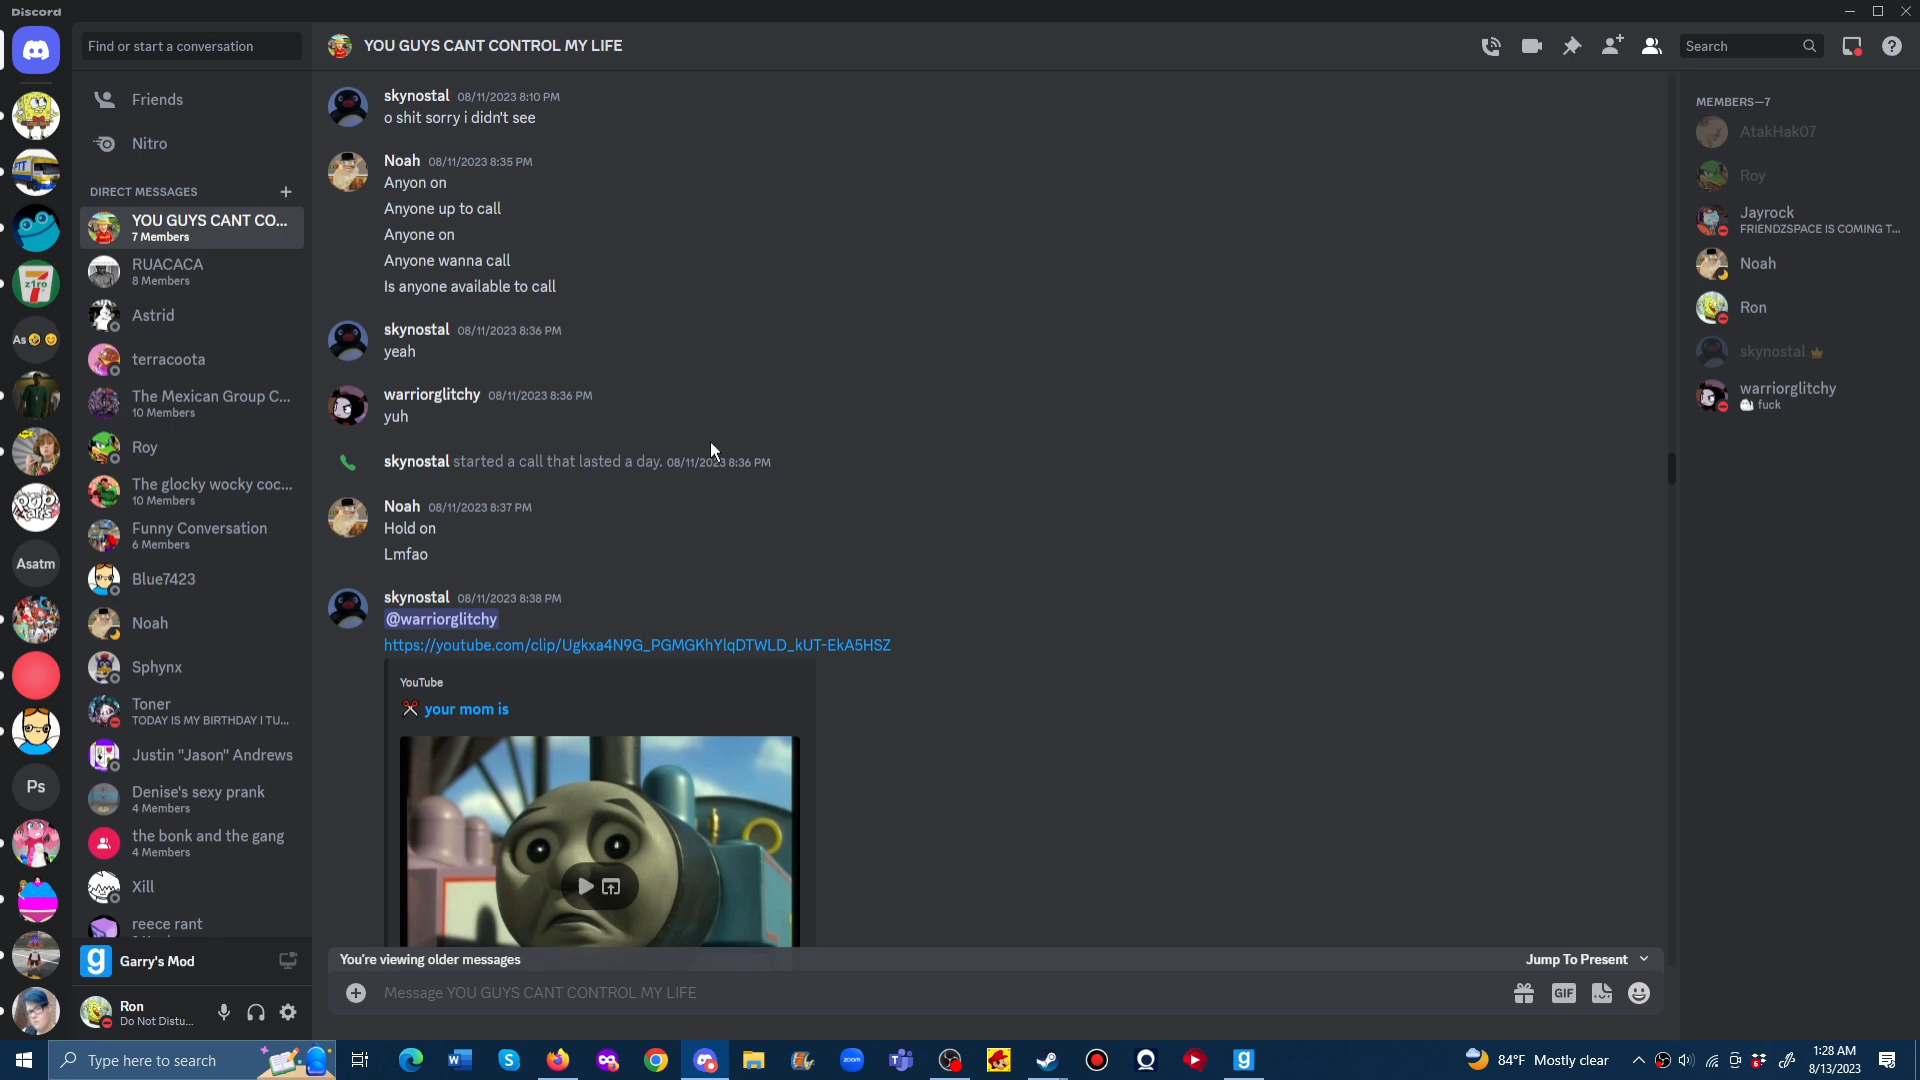 Discord
Find or start a conversation
YOU GUYS CANT CONTROL MY LIFE
Search
Friends
Nitro
DIRECT MESSAGES
YOU GUYS CANT CO...
7 Members
RUACACA
8 Members
Astrid
terracoota
The Mexican Group C...
10 Members
Roy
The glocky wocky coc...
10 Members
Funny Conversation
6 Members
Blue7423
Noah
Sphynx
Toner
TODAY IS MY BIRTHDAY I TU...
Justin "Jason" Andrews
Denise's sexy prank
4 Members
the bonk and the gang
4 Members
Xill
reece rant
Garry's Mod
Ron
Do Not Distu...
PTT
z1ro
As
Asatm
Ps
skynostal 08/11/2023 8:10 PM
o shit sorry i didn't see
Noah 08/11/2023 8:35 PM
Anyon on
Anyone up to call
Anyone on
Anyone wanna call
Is anyone available to call
skynostal 08/11/2023 8:36 PM
yeah
warriorglitchy 08/11/2023 8:36 PM
yuh
skynostal started a call that lasted a day. 08/11/2023 8:36 PM
Noah 08/11/2023 8:37 PM
Hold on
Lmfao
skynostal 08/11/2023 8:38 PM
@warriorglitchy
https://youtube.com/clip/Ugkxa4N9G_PGMGKhYlqDTWLD_kUT-EkA5HSZ
YouTube
your mom is
You're viewing older messages
Jump To Present
Message YOU GUYS CANT CONTROL MY LIFE
GIF
MEMBERS—7
AtakHak07
Roy
Jayrock
FRIENDZSPACE IS COMING T...
Noah
Ron
skynostal
warriorglitchy
fuck
Type here to search
zoom
84°F Mostly clear
1:28 AM
8/13/2023